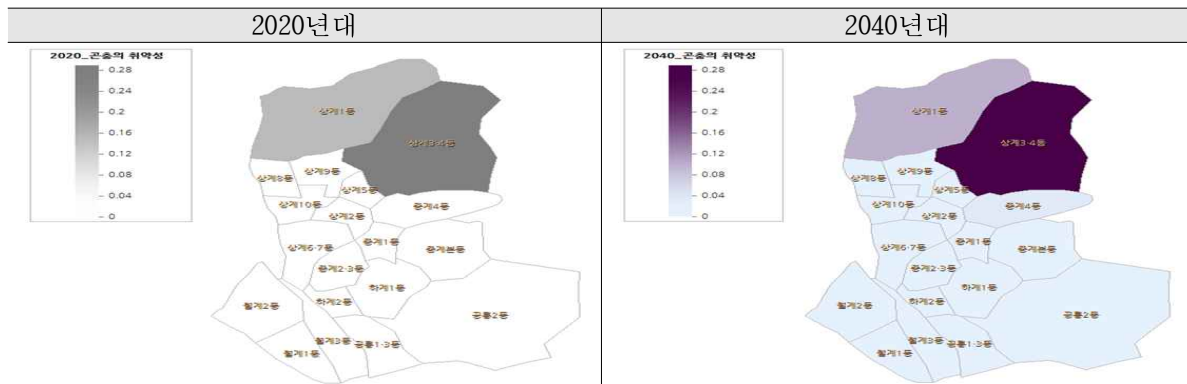 2020년대
2040년대
2020_곤충의 취약성
0.28
0.24
0.2
0.16
0.12
0.08
0.04
0
상계1동
상계3·4동
상계8동
상계9동
상계5동
상계10동
상계2동
중계4동
상계6·7동
중계1동
중계본동
중계2·3동
하계1동
월계2동
하계2동
공릉2동
월계3동
공릉1·3동
월계1동
2040_곤충의 취약성
0.28
0.24
0.2
0.16
0.12
0.08
0.04
0
상계1동
상계3·4동
상계8동
상계9동
상계5동
상계10동
상계2동
중계4동
상계6·7동
중계1동
중계본동
중계2·3동
하계1동
월계2동
하계2동
공릉2동
월계3동
공릉1·3동
월계1동